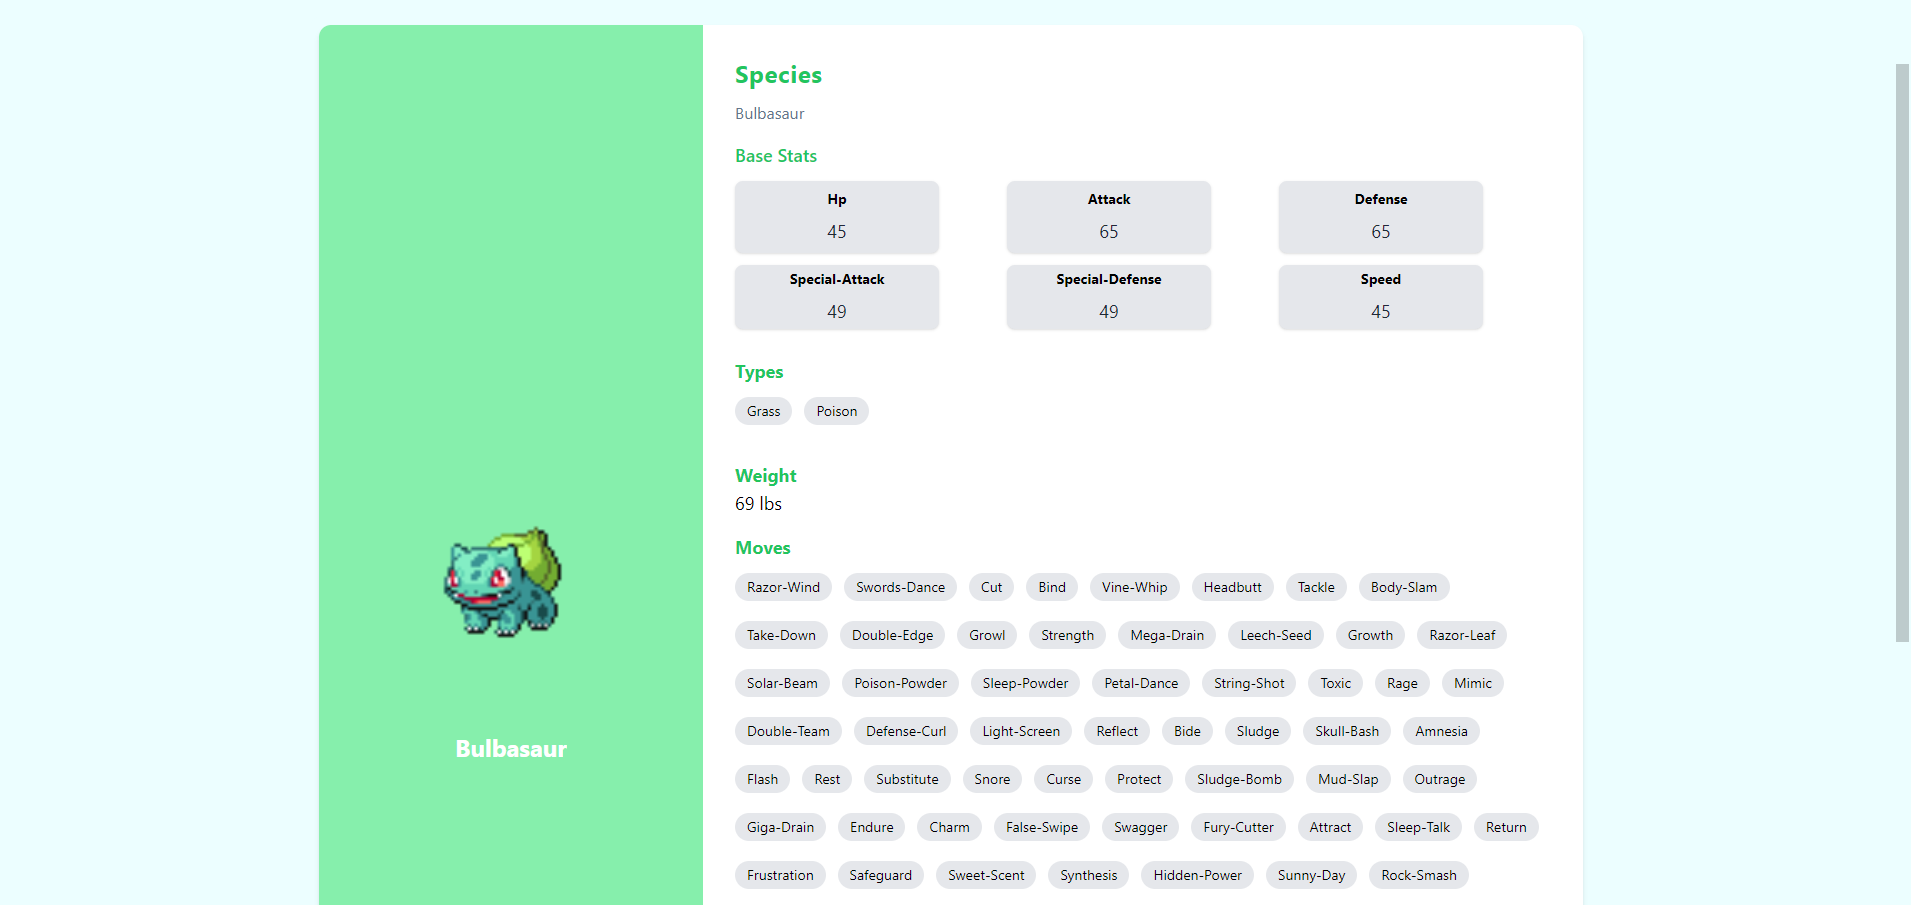 Species
Bulbasaur
Base Stats
Hp Attack Defense
45 65 65
Special-Attack Special-Defense Speed
49 49 45
Types
Grass Poison
Weight
69 lbs
Moves
Razor-Wind Swords-Dance Cut Bind Vine-Whip Headbutt Tackle Body-Slam
Take-Down Double-Edge Growl Strength Mega-Drain Leech-Seed Growth Razor-Leaf
Solar-Beam Poison-Powder Sleep-Powder Petal-Dance String-Shot Toxic Rage Mimic
Double-Team Defense-Curl Light-Screen Reflect Bide Sludge Skull-Bash Amnesia
Flash Rest Substitute Snore Curse Protect Sludge-Bomb Mud-Slap Outrage
Giga-Drain Endure Charm False-Swipe Swagger Fury-Cutter Attract Sleep-Talk Return
Frustration Safeguard Sweet-Scent Synthesis Hidden-Power Sunny-Day Rock-Smash
Bulbasaur